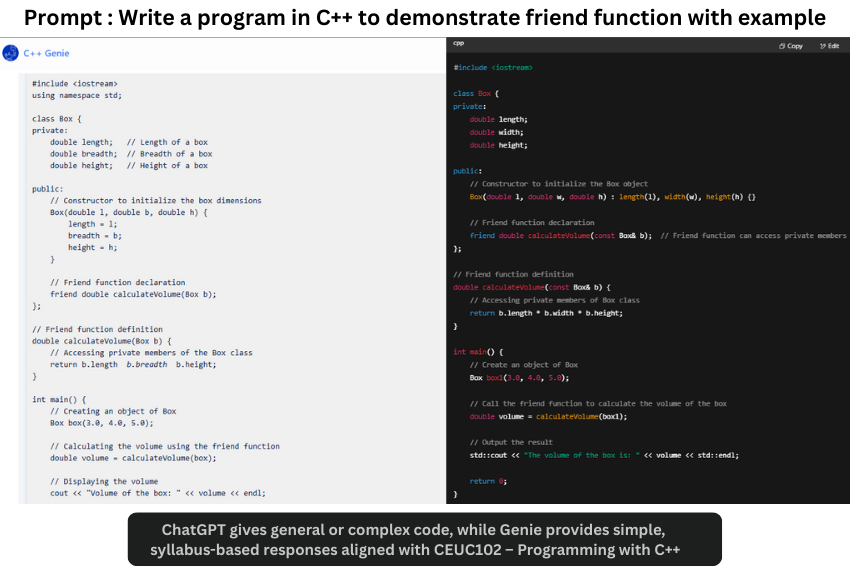 Prompt : Write a program in C++ to demonstrate friend function with example
C++ Genie
#include <iostream>
using namespace std;
class Box {
private:
double length;   // Length of a box
double breadth;  // Breadth of a box
double height;   // Height of a box
public:
// Constructor to initialize the box dimensions
Box(double l, double b, double h) {
length = l;
breadth = b;
height = h;
}
// Friend function declaration
friend double calculateVolume(Box b);
};
// Friend function definition
double calculateVolume(Box b) {
// Accessing private members of the Box class
return b.length  b.breadth  b.height;
}
int main() {
// Creating an object of Box
Box box(3.0, 4.0, 5.0);
// Calculating the volume using the friend function
double volume = calculateVolume(box);
// Displaying the volume
cout << "Volume of the box: " << volume << endl;
cpp
Copy
Edit
#include <iostream>
class Box {
private:
double length;
double width;
double height;
public:
// Constructor to initialize the Box object
Box(double l, double w, double h) : length(l), width(w), height(h) {}
// Friend function declaration
friend double calculateVolume(const Box& b);  // Friend function can access private members
};
// Friend function definition
double calculateVolume(const Box& b) {
// Accessing private members of Box class
return b.length * b.width * b.height;
}
int main() {
// Create an object of Box
Box box1(3.0, 4.0, 5.0);
// Call the friend function to calculate the volume of the box
double volume = calculateVolume(box1);
// Output the result
std::cout << "The volume of the box is: " << volume << std::endl;
return 0;
}
ChatGPT gives general or complex code, while Genie provides simple,
syllabus-based responses aligned with CEUC102 – Programming with C++